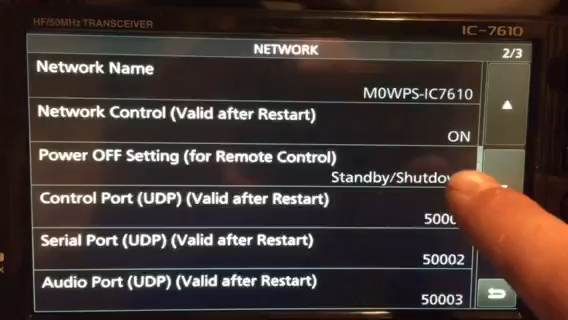 HF/50MHz TRANSCEIVER
IC-7610
NETWORK
2/3
Network Name
M0WPS-IC7610
Network Control (Valid after Restart)
ON
Power OFF Setting (for Remote Control)
Control Port (UDP) (Valid after Restart)
Serial Port (UDP) (Valid after Restart)
50002
Audio Port (UDP) (Valid after Restart)
50003